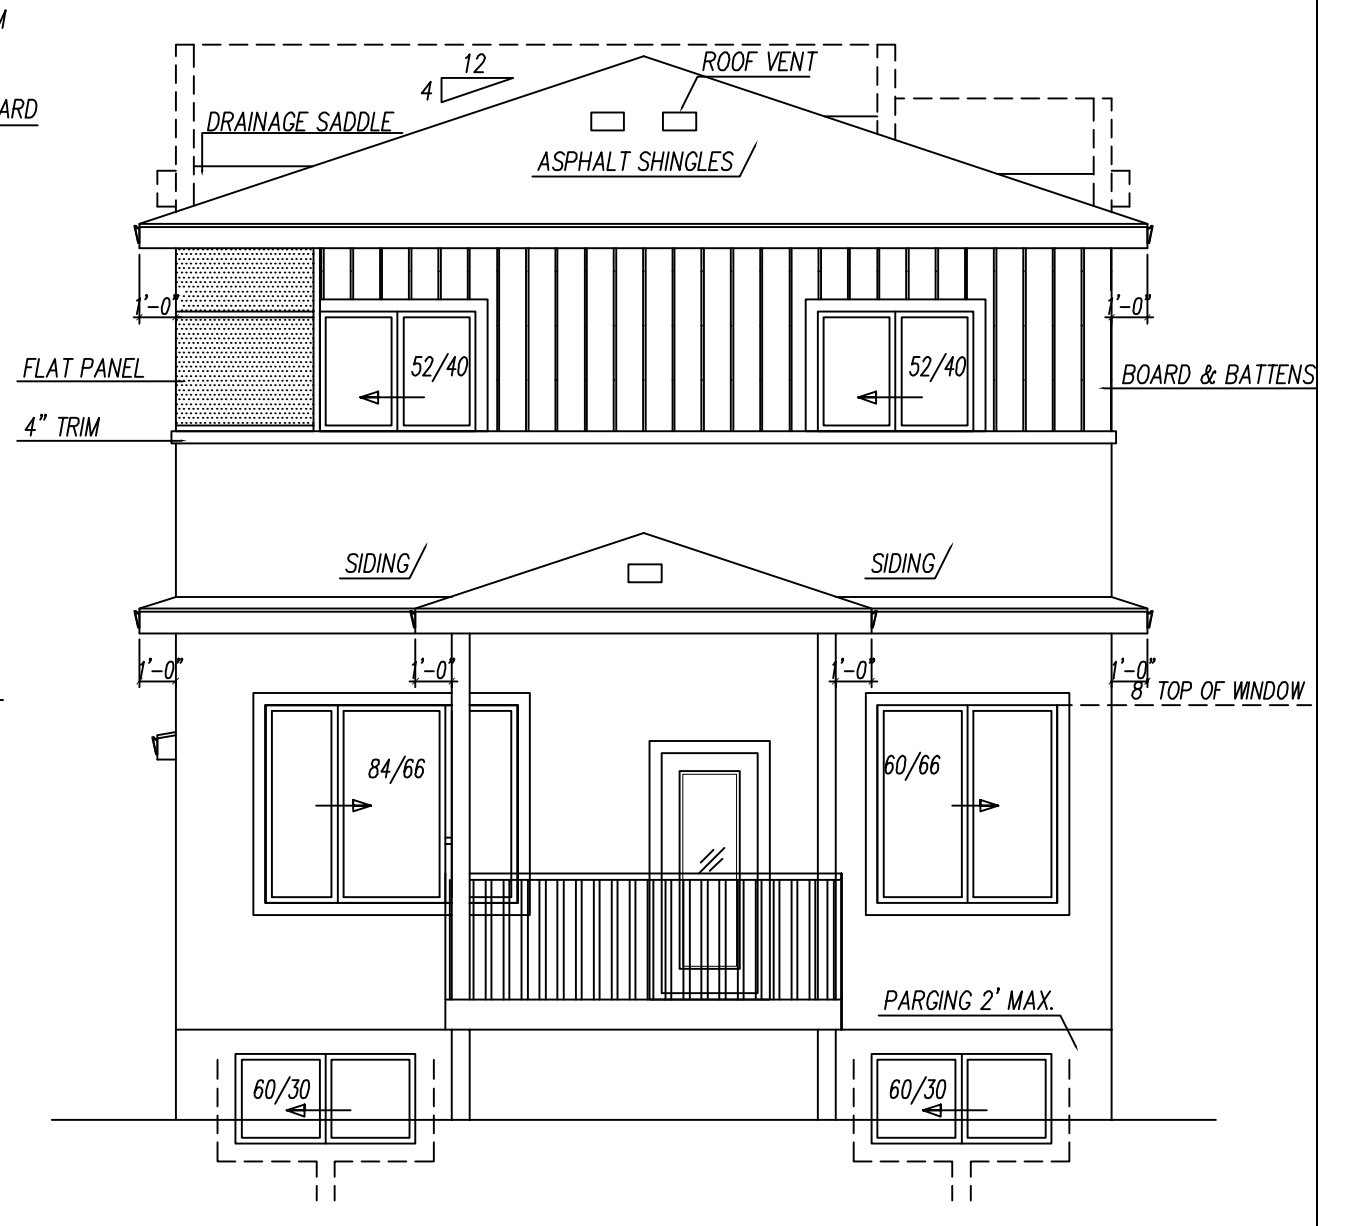 M
ARD
12
4
ROOF VENT
DRAINAGE SADDLE
ASPHALT SHINGLES
1'-0"
1'-0"
52/40
52/40
FLAT PANEL
BOARD & BATTENS
4" TRIM
SIDING
SIDING
1'-0"
1'-0"
1'-0"
1'-0"
8' TOP OF WINDOW
84/66
60/66
PARGING 2' MAX.
60/30
60/30